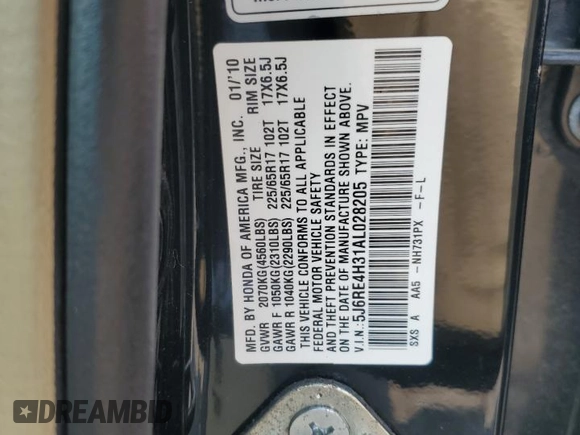 MFD. BY HONDA OF AMERICA MFG., INC. 01/'10
GVWR 2070KG(4560LBS) TIRE SIZE RIM SIZE
GAWR F 1050KG(2310LBS) 225/65R17 102T 17X6.5J
GAWR R 1040KG(2290LBS) 225/65R17 102T 17X6.5J
THIS VEHICLE CONFORMS TO ALL APPLICABLE
FEDERAL MOTOR VEHICLE SAFETY
AND THEFT PREVENTION STANDARDS IN EFFECT
ON THE DATE OF MANUFACTURE SHOWN ABOVE.
V.I.N.: 5J6RE4H31AL028205 TYPE: MPV
SXS A AA5 -NH731PX -F-L
DREAMBID